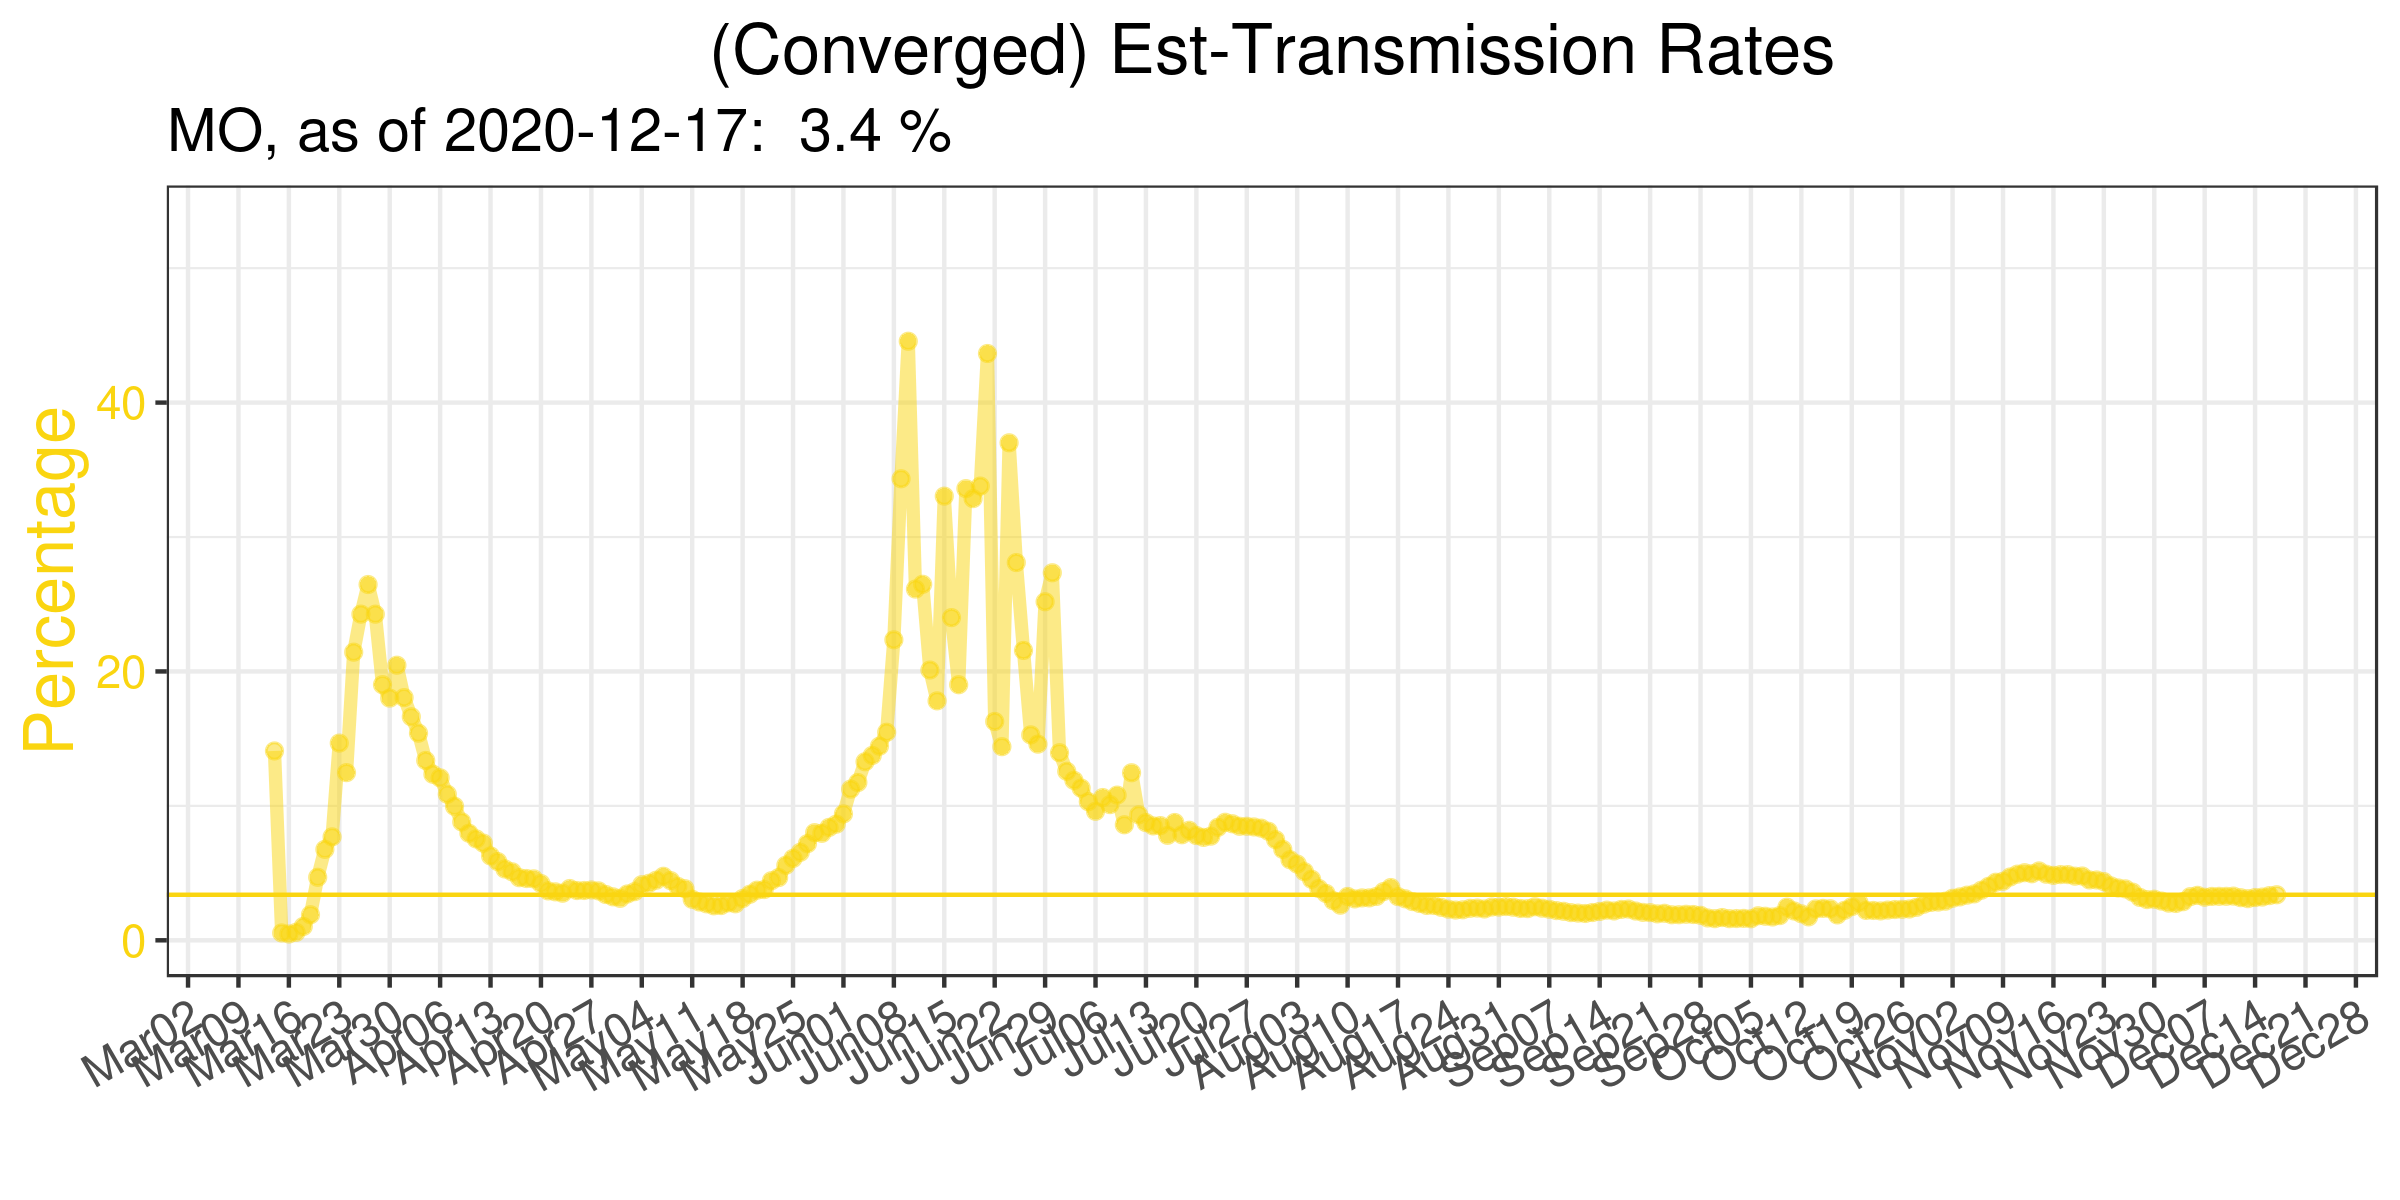 (Converged) Est-Transmission Rates
MO, as of 2020-12-17:  3.4 %
Percentage
40
20
0
Mar02
Mar09
Mar16
Mar23
Mar30
Apr06
Apr13
Apr20
Apr27
May04
May11
May18
May25
Jun01
Jun08
Jun15
Jun22
Jun29
Jul06
Jul13
Jul20
Jul27
Aug03
Aug10
Aug17
Aug24
Aug31
Sep07
Sep14
Sep21
Sep28
Oct05
Oct12
Oct19
Oct26
Nov02
Nov09
Nov16
Nov23
Nov30
Dec07
Dec14
Dec21
Dec28